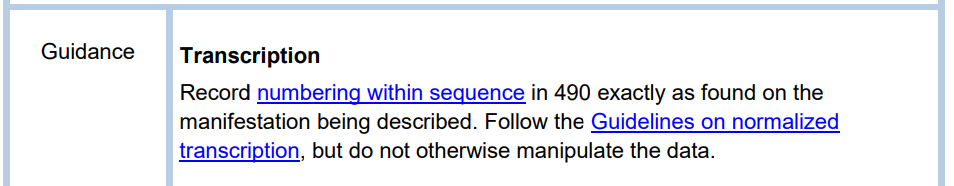 Guidance
Transcription
Record numbering within sequence in 490 exactly as found on the
manifestation being described. Follow the Guidelines on normalized
transcription, but do not otherwise manipulate the data.